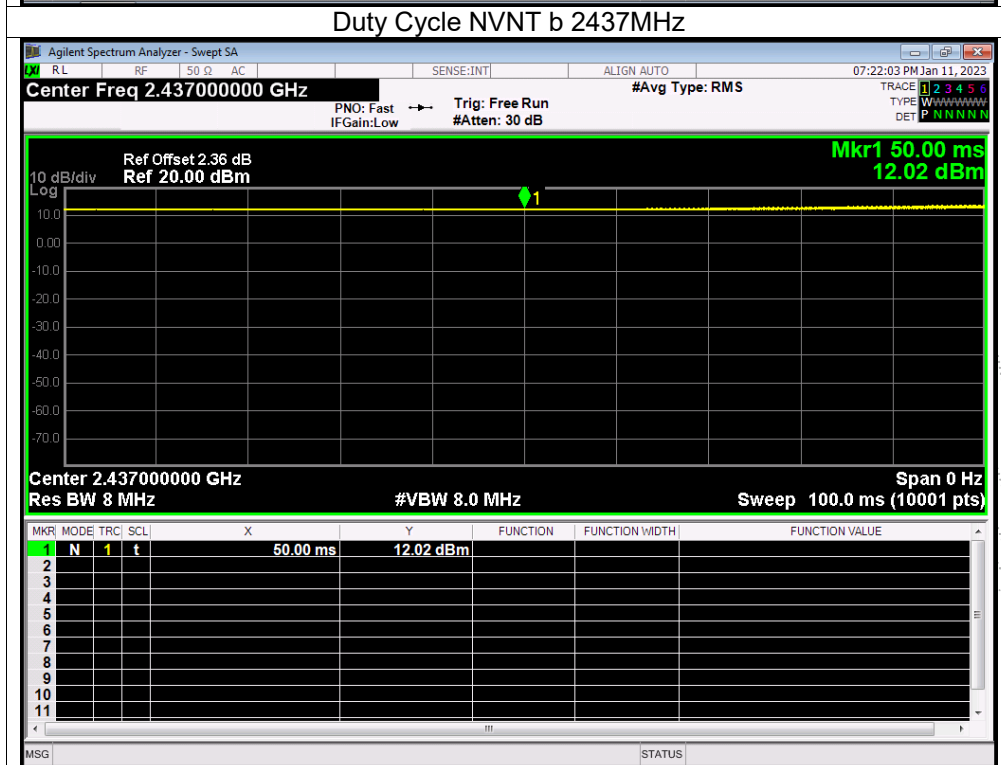 Duty Cycle NVNT b 2437MHz
Agilent Spectrum Analyzer - Swept SA
LXI RL RF 50 Ω AC SENSE:INT ALIGN AUTO 07:22:03 PM Jan 11, 2023
Center Freq 2.437000000 GHz #Avg Type: RMS TRACE 1 2 3 4 5 6
PNO: Fast Trig: Free Run TYPE WWWWWW
IFGain:Low #Atten: 30 dB DET P N N N N N
Mkr1 50.00 ms
Ref Offset 2.36 dB
10 dB/div Ref 20.00 dBm 12.02 dBm
Log
1
10.0
0.00
-10.0
-20.0
-30.0
-40.0
-50.0
-60.0
-70.0
Center 2.437000000 GHz Span 0 Hz
Res BW 8 MHz #VBW 8.0 MHz Sweep 100.0 ms (10001 pts)
MKR MODE TRC SCL X Y FUNCTION FUNCTION WIDTH FUNCTION VALUE
1 N 1 t 50.00 ms 12.02 dBm
2
3
4
5
6
7
8
9
10
11
MSG STATUS